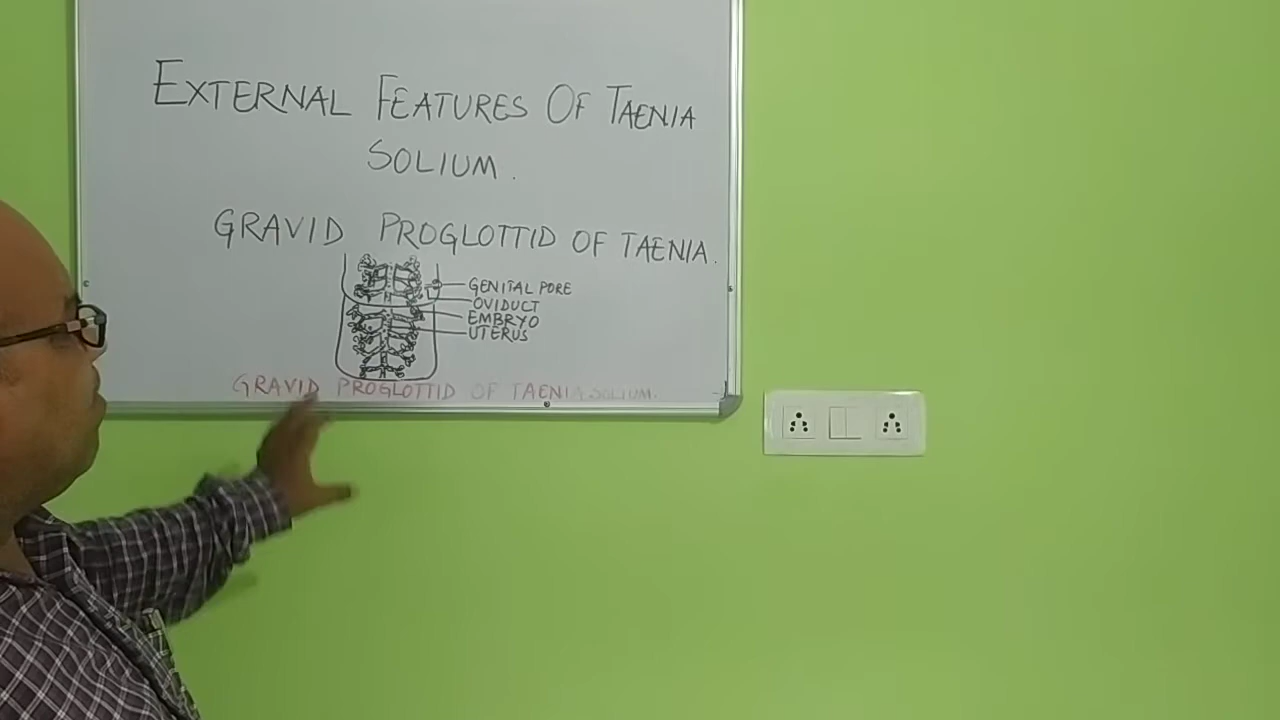 EXTERNAL FEATURES OF TAENIA
SOLIUM.
GRAVID PROGLOTTID OF TAENIA.
GENITAL PORE
OVIDUCT
EMBRYO
UTERUS
GRAVID PROGLOTTID OF TAENIA SOLIUM.